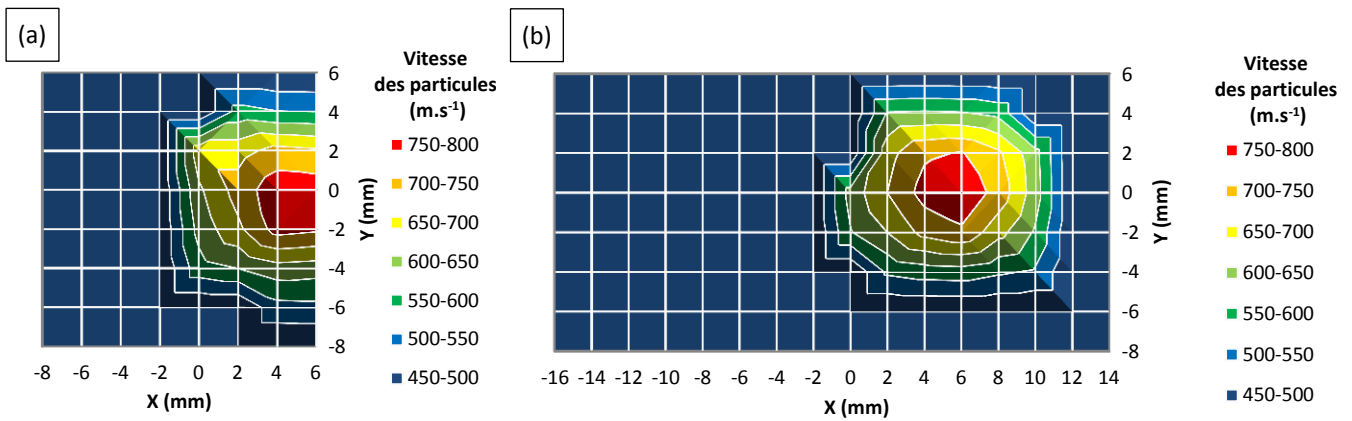 (a)
Vitesse
des particules
(m.s⁻¹)
750-800
700-750
650-700
600-650
550-600
500-550
450-500
6
4
2
0
-2
-4
-6
-8
Y (mm)
-8 -6 -4 -2 0 2 4 6
X (mm)
(b)
Vitesse
des particules
(m.s⁻¹)
750-800
700-750
650-700
600-650
550-600
500-550
450-500
6
4
2
0
-2
-4
-6
-8
Y (mm)
-16 -14 -12 -10 -8 -6 -4 -2 0 2 4 6 8 10 12 14
X (mm)